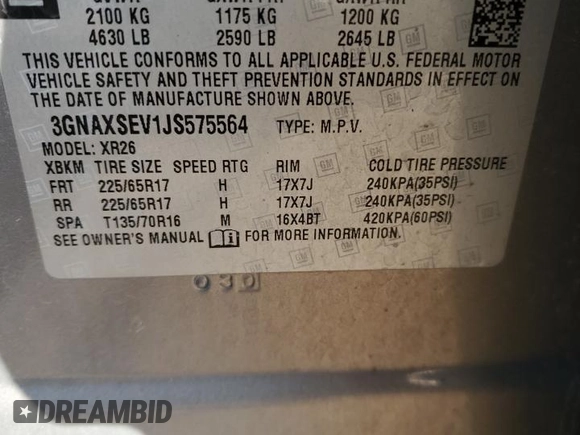 2100 KG 1175 KG 1200 KG
4630 LB 2590 LB 2645 LB
THIS VEHICLE CONFORMS TO ALL APPLICABLE U.S. FEDERAL MOTOR
VEHICLE SAFETY AND THEFT PREVENTION STANDARDS IN EFFECT ON
THE DATE OF MANUFACTURE SHOWN ABOVE.
3GNAXSEV1JS575564 TYPE: M.P.V.
MODEL: XR26
XBKM TIRE SIZE SPEED RTG RIM COLD TIRE PRESSURE
FRT 225/65R17 H 17X7J 240KPA(35PSI)
RR 225/65R17 H 17X7J 240KPA(35PSI)
SPA T135/70R16 M 16X4BT 420KPA(60PSI)
SEE OWNER'S MANUAL FOR MORE INFORMATION.
DREAMBID